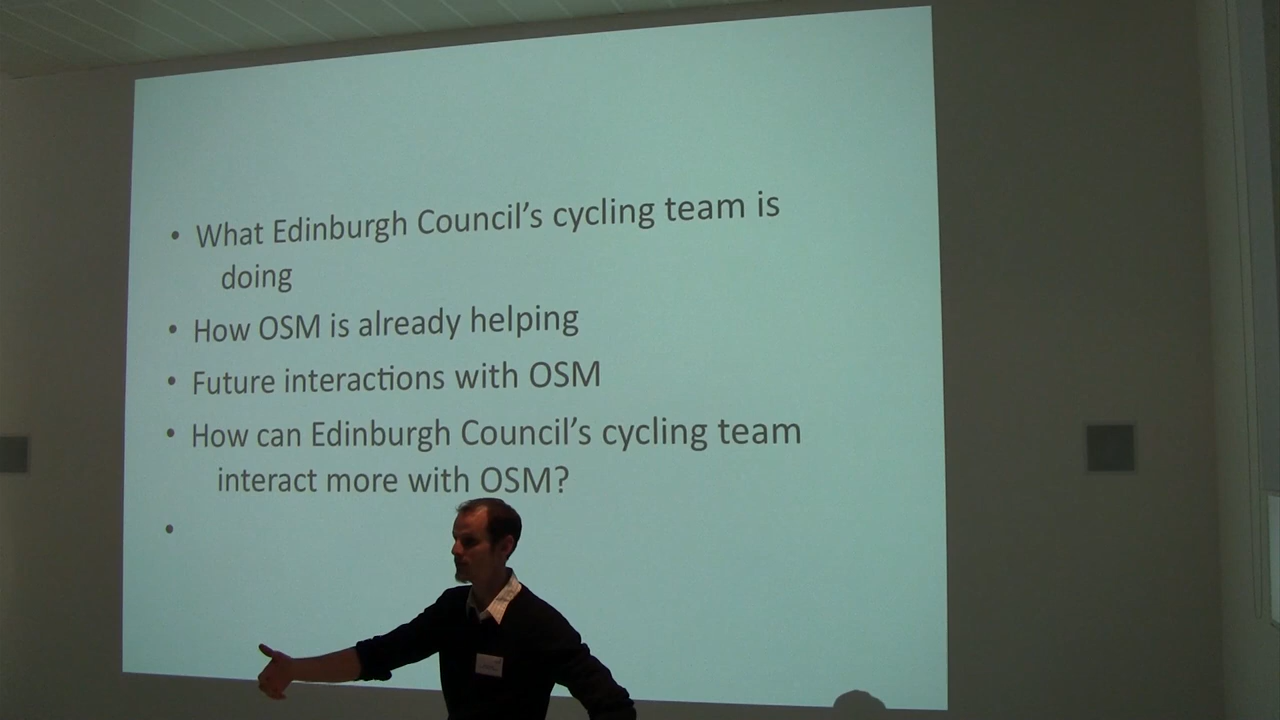 • What Edinburgh Council's cycling team is
doing
• How OSM is already helping
• Future interactions with OSM
• How can Edinburgh Council's cycling team
interact more with OSM?
•